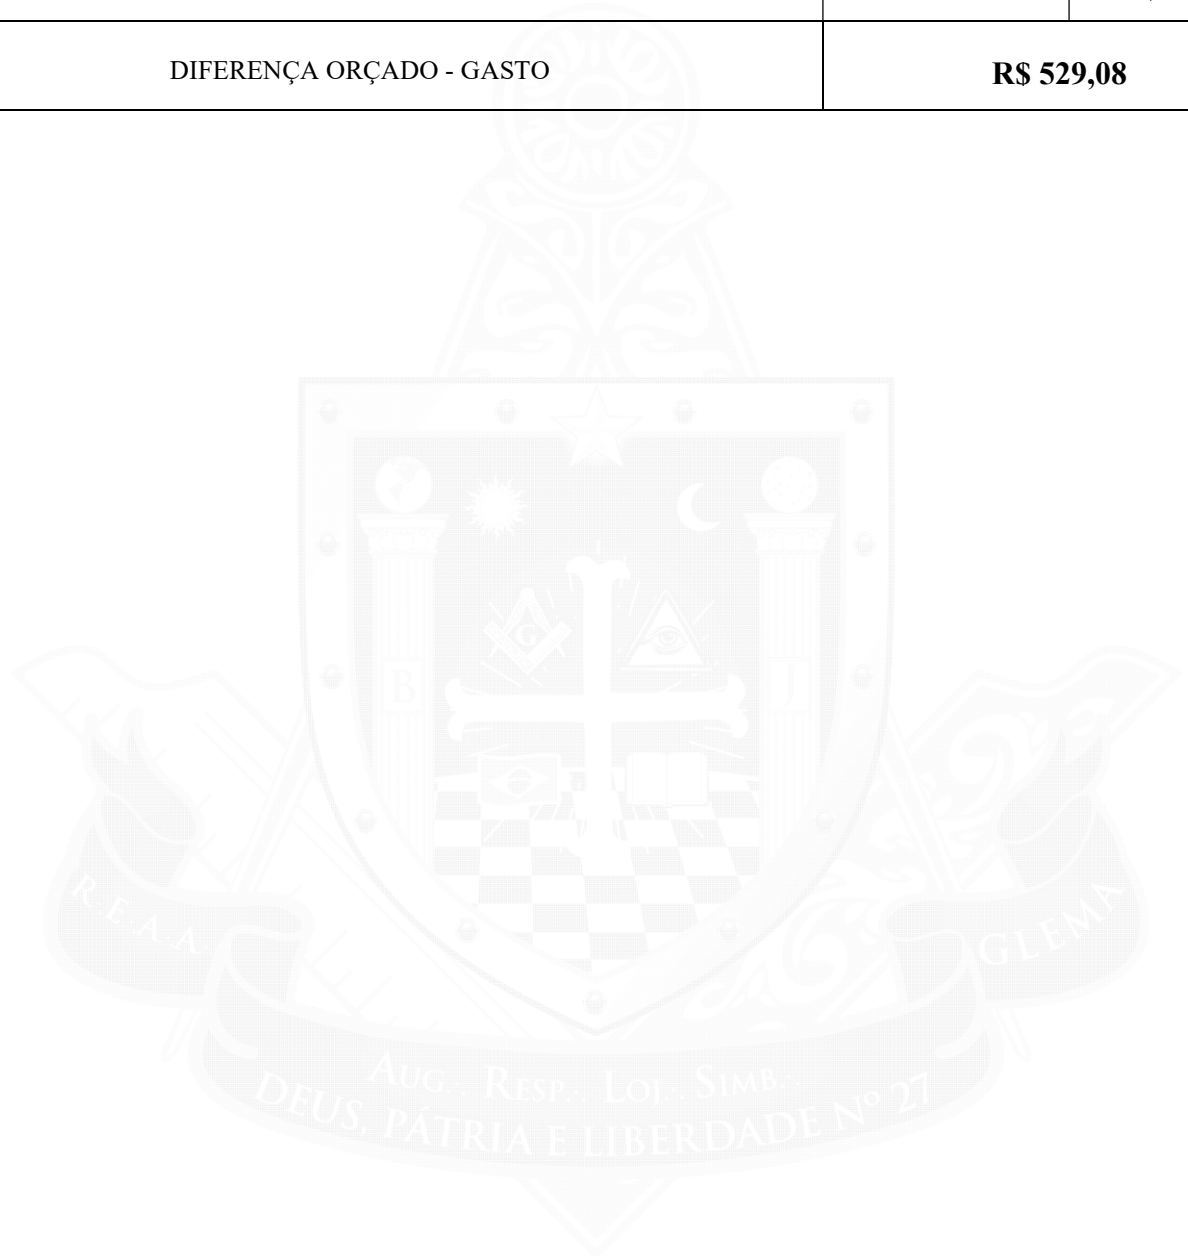 DIFERENÇA ORÇADO - GASTO R$ 529,08
G
B J
R.E.A.A. GLEMA
AUG.·. RESP.·. LOJ.·. SIMB.·.
DEUS, PÁTRIA E LIBERDADE Nº 27